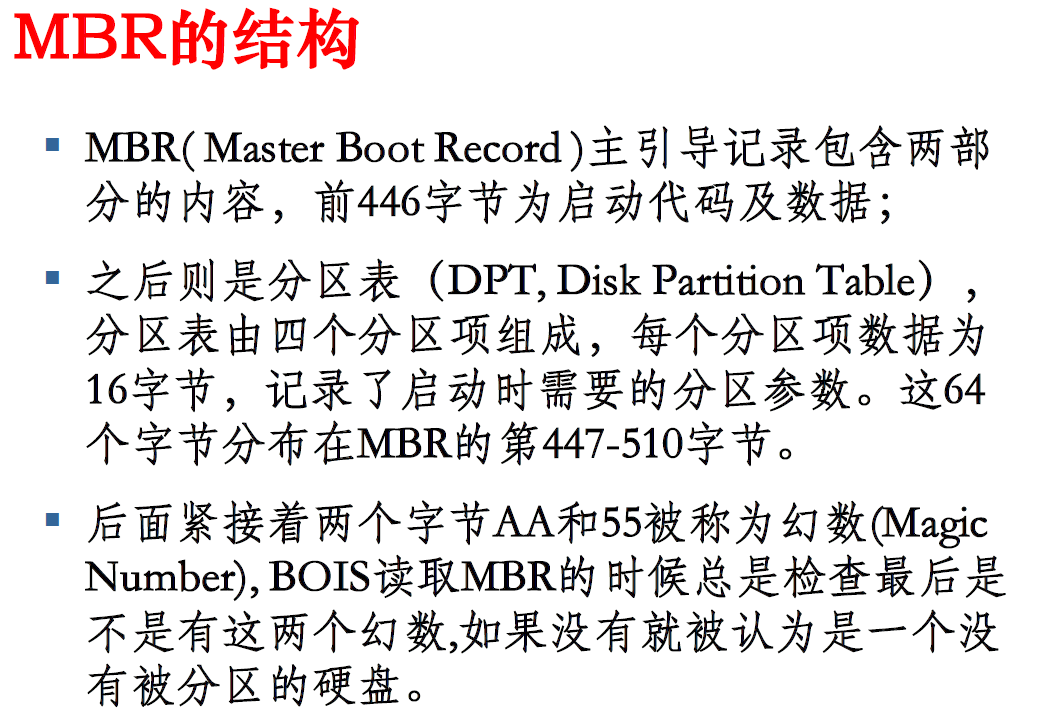 MBR的结构
MBR( Master Boot Record )主引导记录包含两部
分的内容，前446字节为启动代码及数据；
之后则是分区表（DPT, Disk Partition Table），
分区表由四个分区项组成，每个分区项数据为
16字节，记录了启动时需要的分区参数。这64
个字节分布在MBR的第447-510字节。
后面紧接着两个字节AA和55被称为幻数(Magic
Number), BOIS读取MBR的时候总是检查最后是
不是有这两个幻数,如果没有就被认为是一个没
有被分区的硬盘。